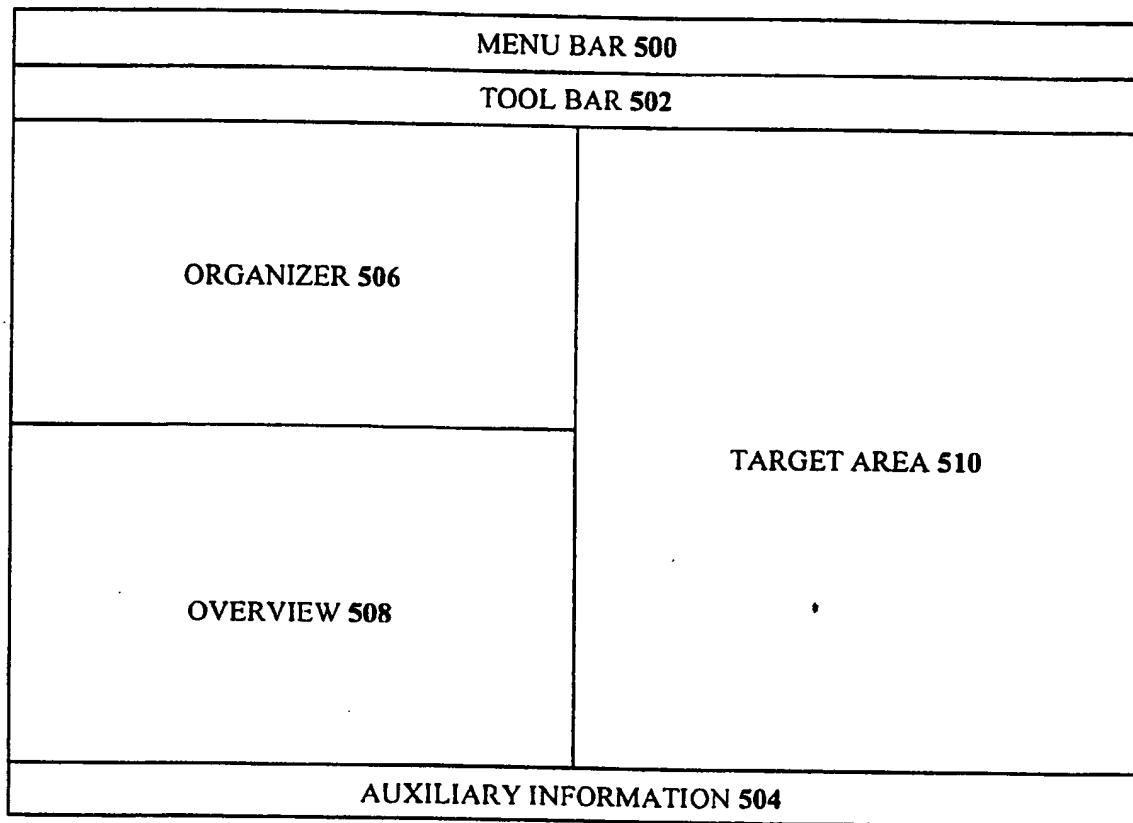 MENU BAR 500
TOOL BAR 502
ORGANIZER 506
TARGET AREA 510
OVERVIEW 508
AUXILIARY INFORMATION 504